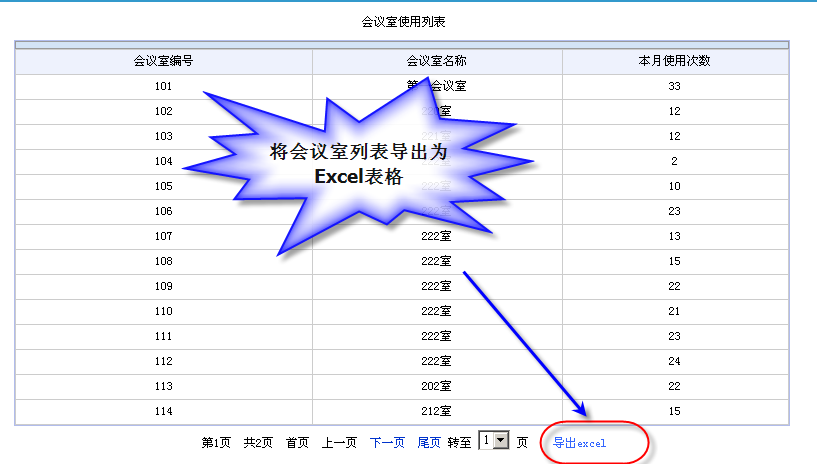 会议室使用列表
会议室编号 会议室名称 本月使用次数
101 第 会议室 33
102 室 12
103 12
将会议室列表导出为
Excel表格
104 2
105 222室 10
106 室 23
107 222室 13
108 222室 15
109 222室 22
110 222室 21
111 222室 23
112 222室 24
113 202室 22
114 212室 15
第1页 共2页 首页 上一页 下一页 尾页 转至 1 页 导出excel